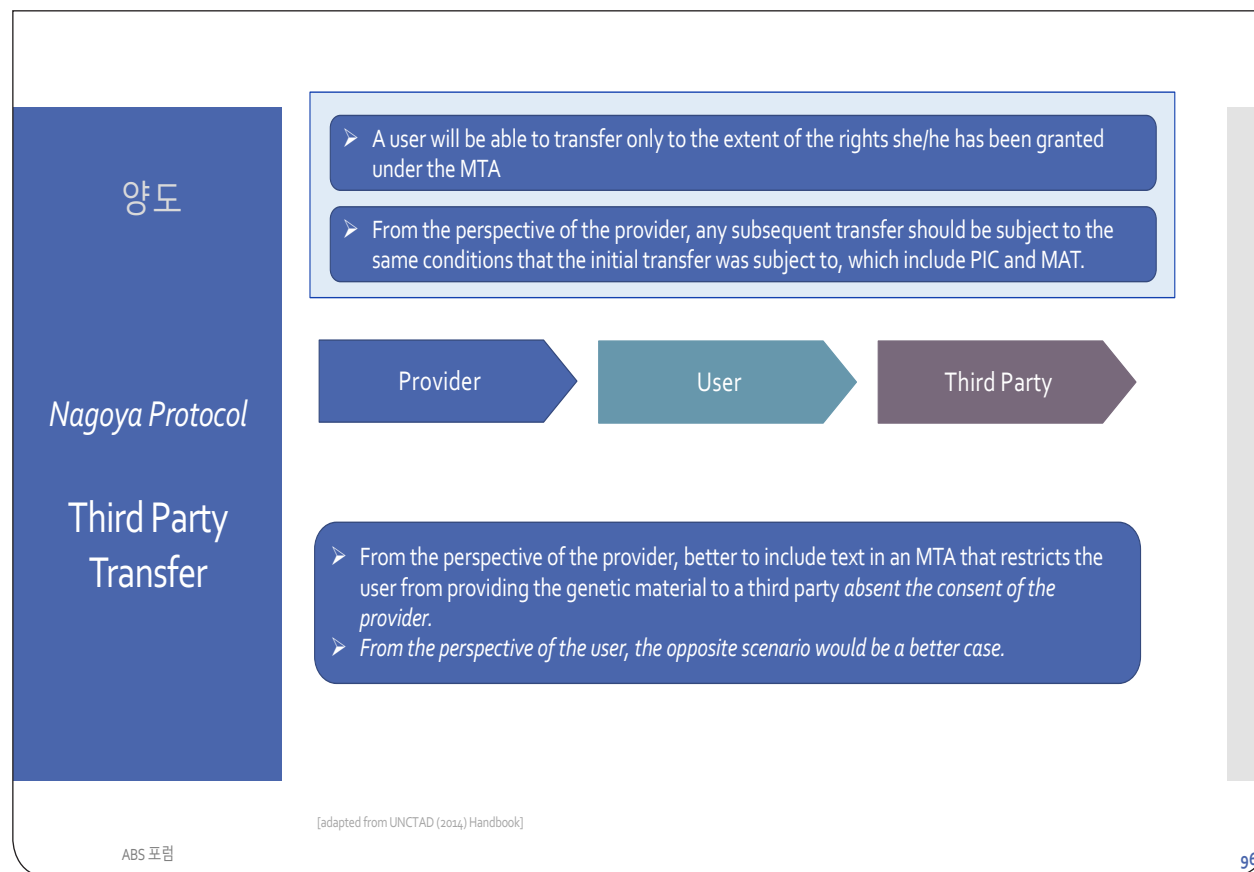 양도
Nagoya Protocol
Third Party
Transfer
➢ A user will be able to transfer only to the extent of the rights she/he has been granted
under the MTA
➢ From the perspective of the provider, any subsequent transfer should be subject to the
same conditions that the initial transfer was subject to, which include PIC and MAT.
Provider
User
Third Party
➢ From the perspective of the provider, better to include text in an MTA that restricts the
user from providing the genetic material to a third party absent the consent of the
provider.
➢ From the perspective of the user, the opposite scenario would be a better case.
[adapted from UNCTAD (2014) Handbook]
ABS 포럼
96